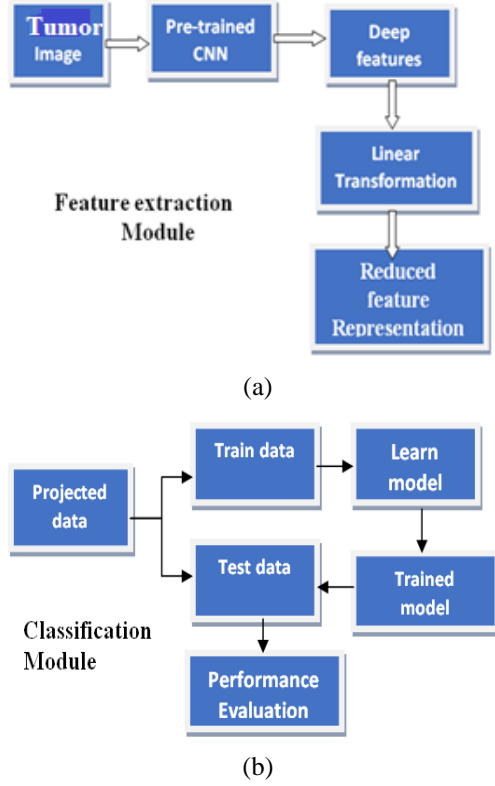 Tumor
Image
Pre-trained
CNN
Deep
features
Linear
Transformation
Feature extraction
Module
Reduced
feature
Representation
(a)
Projected
data
Train data
Learn
model
Test data
Trained
model
Classification
Module
Performance
Evaluation
(b)